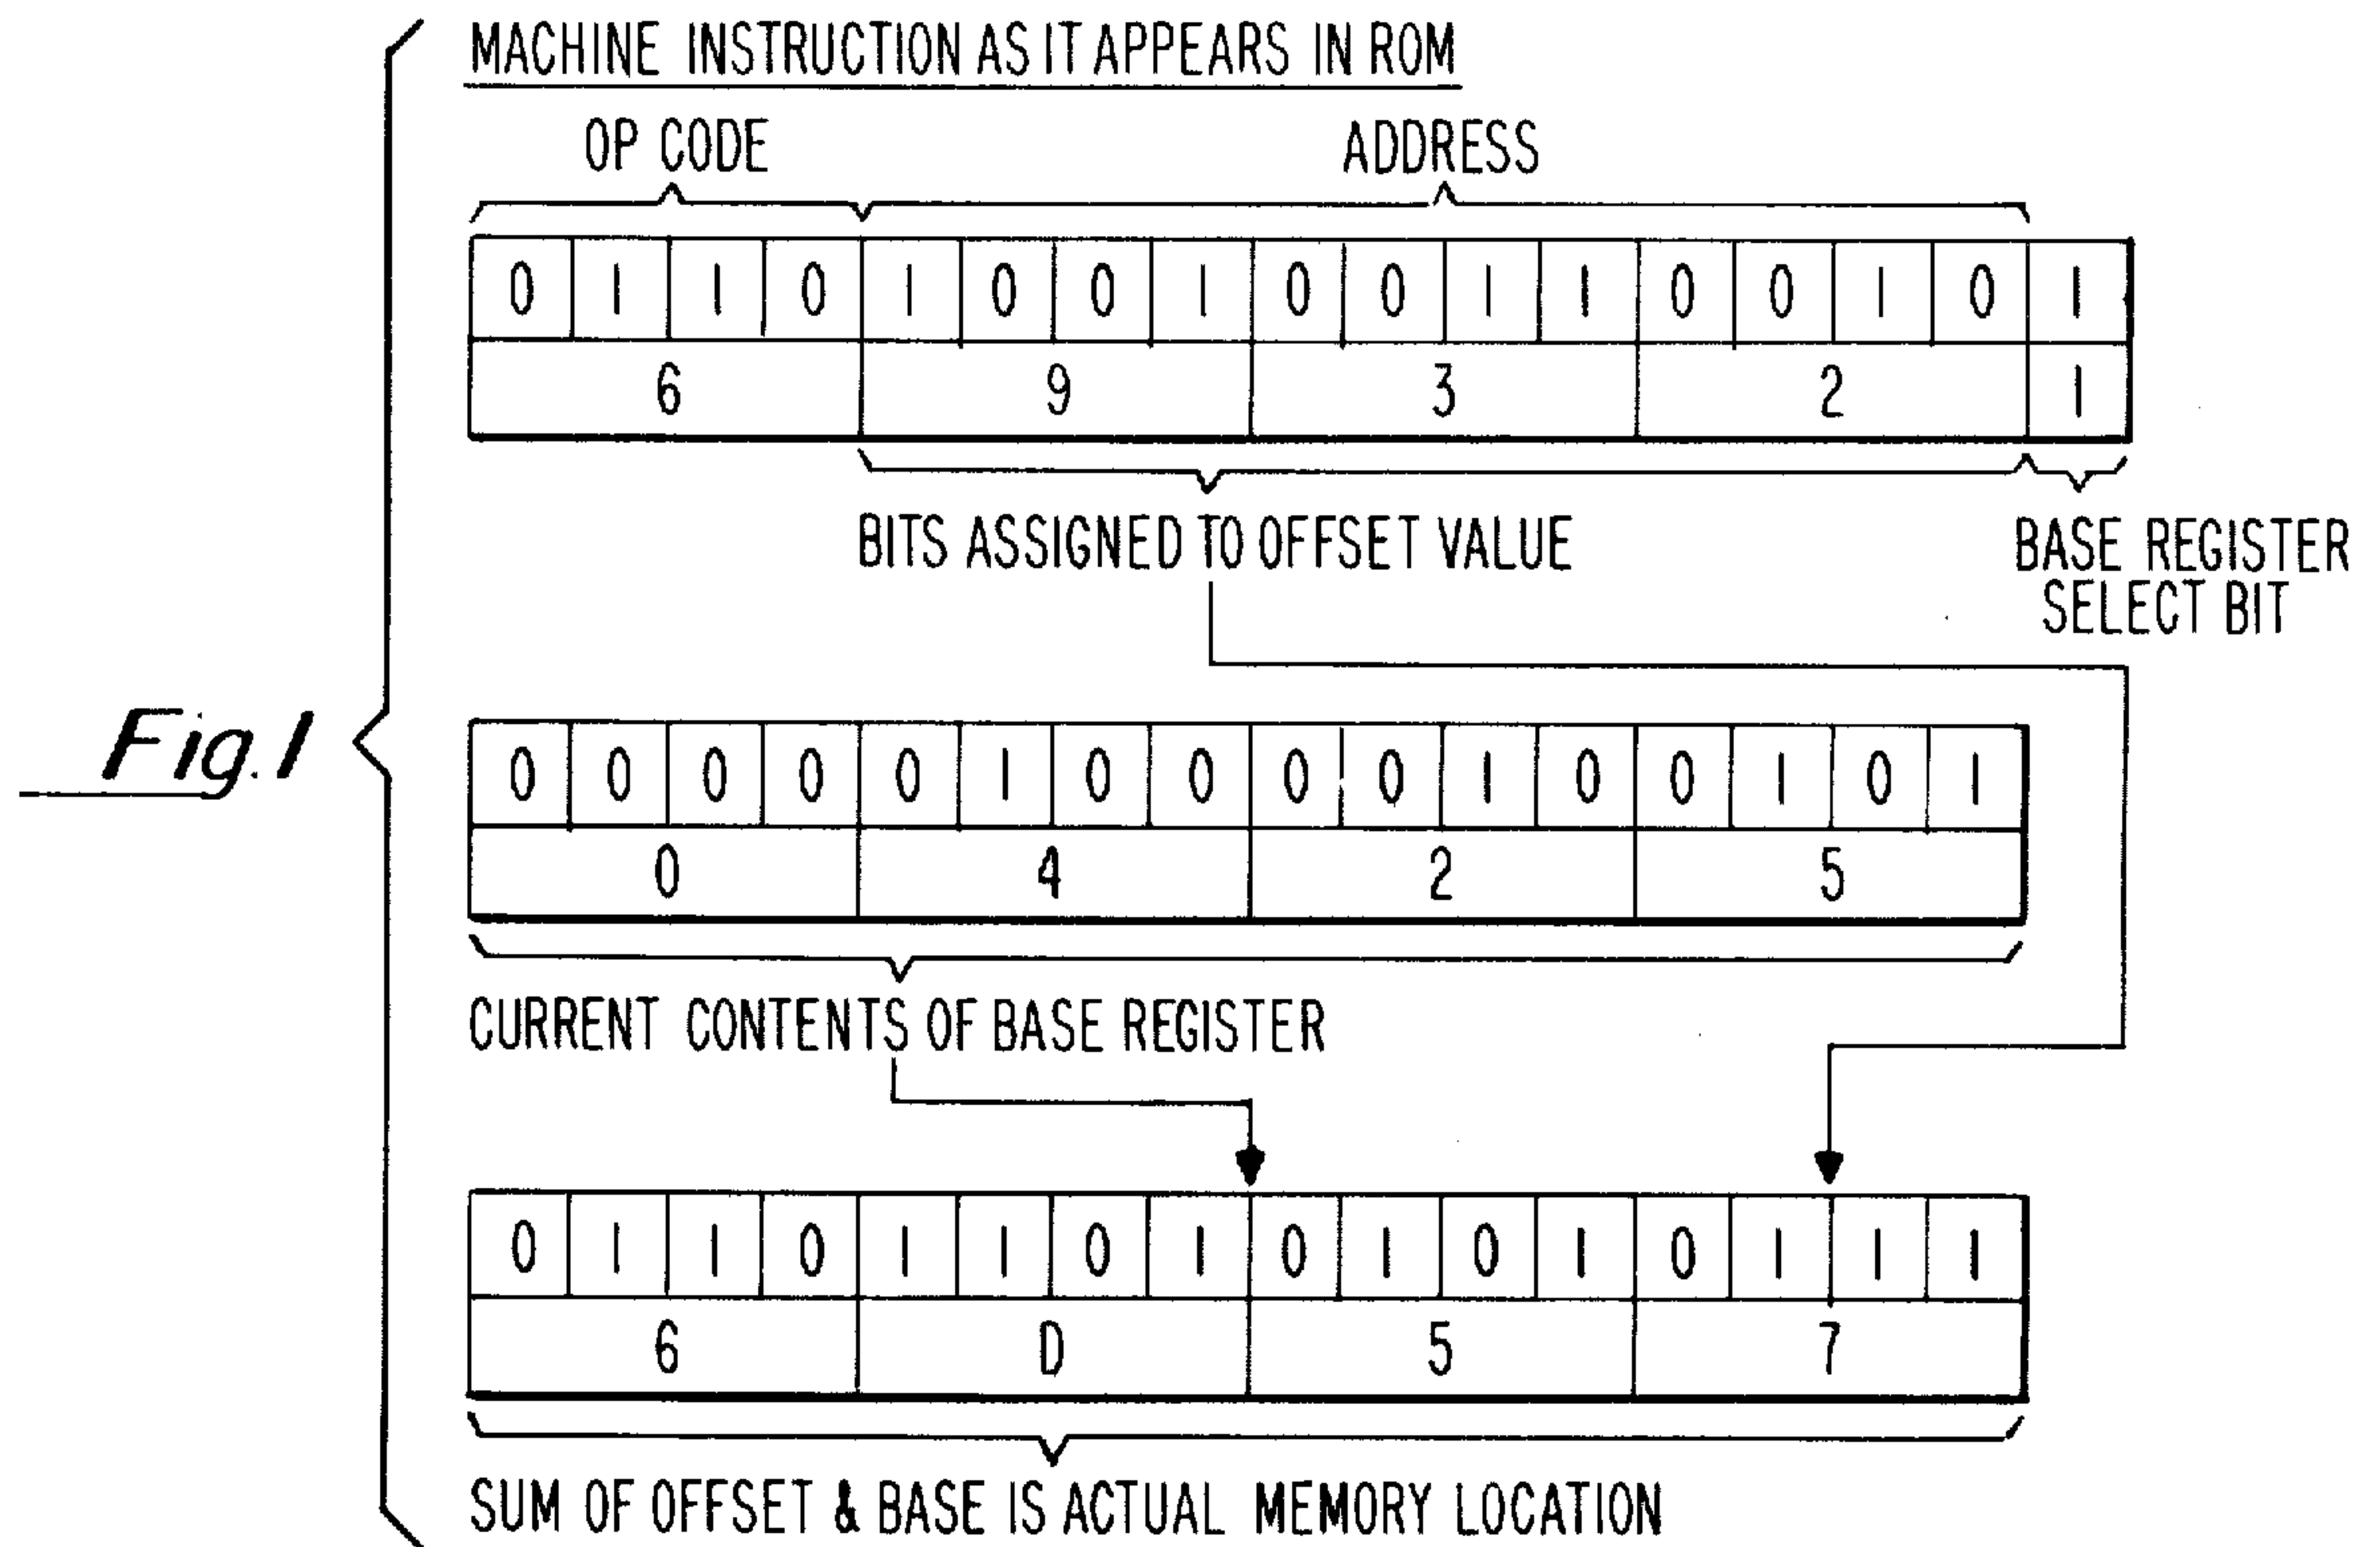 MACHINE INSTRUCTION AS IT APPEARS IN ROM
OP CODE ADDRESS
0 1 1 0 1 0 0 1 0 0 1 1 0 0 1 0 1
6 9 3 2 1
BITS ASSIGNED TO OFFSET VALUE
BASE REGISTER
SELECT BIT
Fig.1
0 0 0 0 0 1 0 0 0 0 1 0 0 1 0 1
0 4 2 5
CURRENT CONTENTS OF BASE REGISTER
0 1 1 0 1 1 0 1 0 1 0 1 0 1 1 1
6 D 5 7
SUM OF OFFSET & BASE IS ACTUAL MEMORY LOCATION